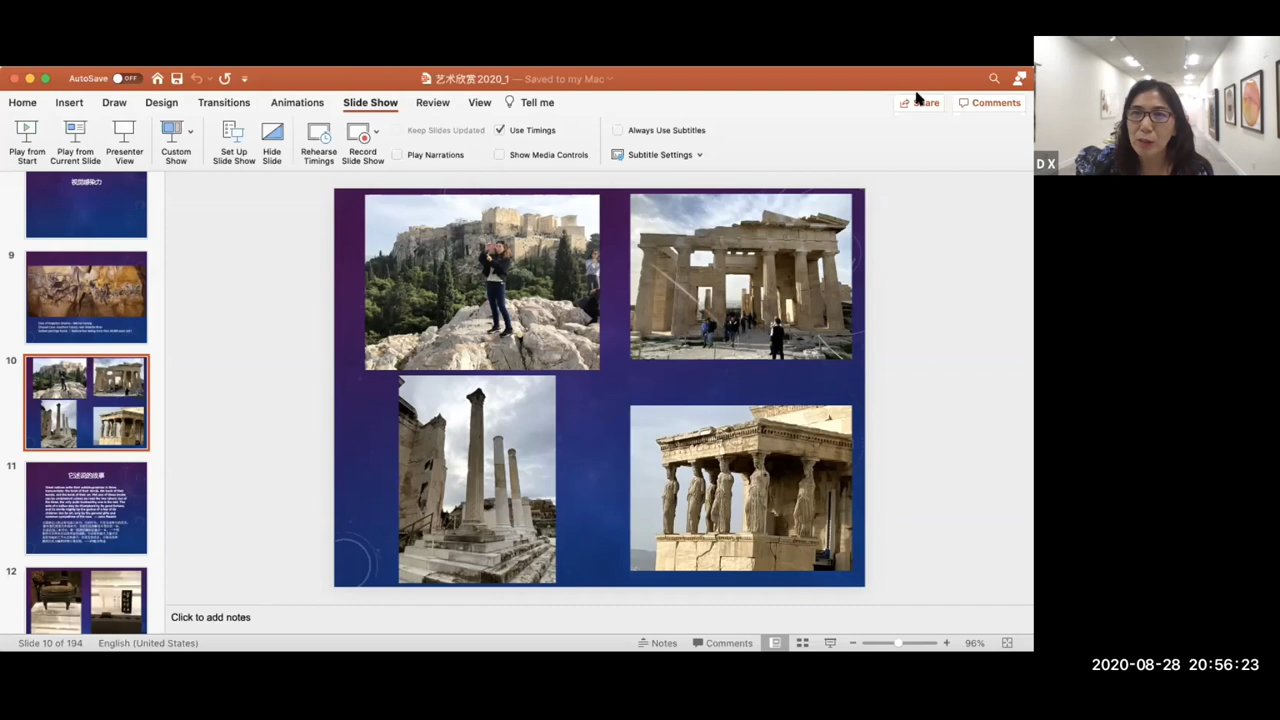 AutoSave OFF
艺术欣赏2020_1 — Saved to my Mac
Home Insert Draw Design Transitions Animations Slide Show Review View Tell me Share Comments
Play from Start
Play from Current Slide
Presenter View
Custom Show
Set Up Slide Show
Hide Slide
Rehearse Timings
Record Slide Show
Keep Slides Updated
Use Timings
Play Narrations
Show Media Controls
Always Use Subtitles
Subtitle Settings
D X
视觉感染力
9
10
11
它述说的故事
12
Click to add notes
Slide 10 of 194 English (United States) Notes Comments 96%
2020-08-28 20:56:23